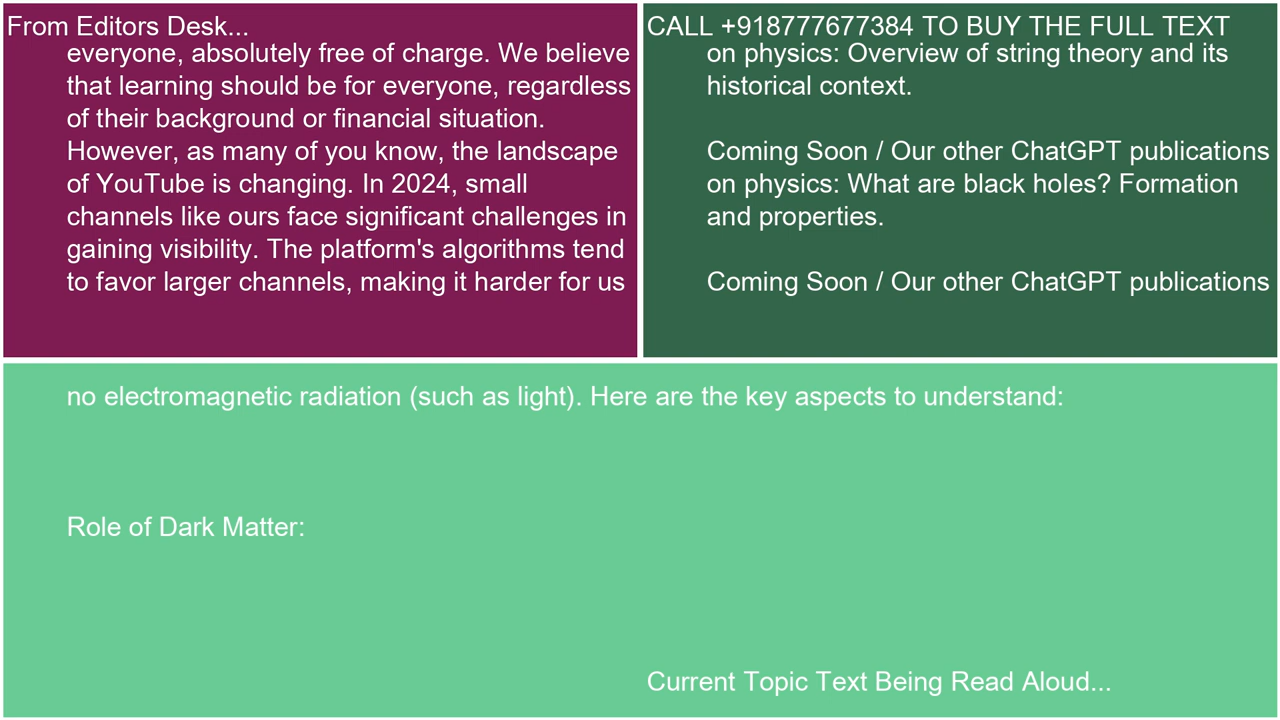 From Editors Desk...
everyone, absolutely free of charge. We believe
that learning should be for everyone, regardless
of their background or financial situation.
However, as many of you know, the landscape
of YouTube is changing. In 2024, small
channels like ours face significant challenges in
gaining visibility. The platform's algorithms tend
to favor larger channels, making it harder for us
CALL +918777677384 TO BUY THE FULL TEXT
on physics: Overview of string theory and its
historical context.
Coming Soon / Our other ChatGPT publications
on physics: What are black holes? Formation
and properties.
Coming Soon / Our other ChatGPT publications
no electromagnetic radiation (such as light). Here are the key aspects to understand:
Role of Dark Matter:
Current Topic Text Being Read Aloud...